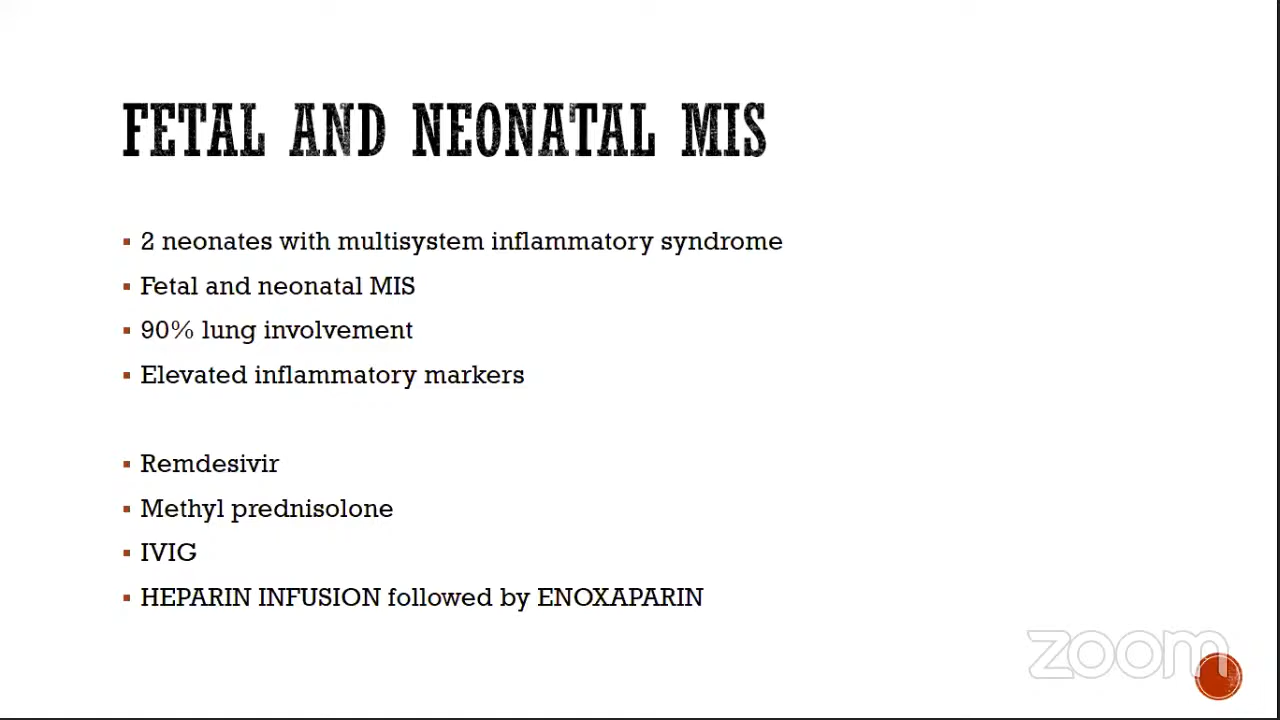 FETAL AND NEONATAL MIS
▪ 2 neonates with multisystem inflammatory syndrome
▪ Fetal and neonatal MIS
▪ 90% lung involvement
▪ Elevated inflammatory markers
▪ Remdesivir
▪ Methyl prednisolone
▪ IVIG
▪ HEPARIN INFUSION followed by ENOXAPARIN
zoom